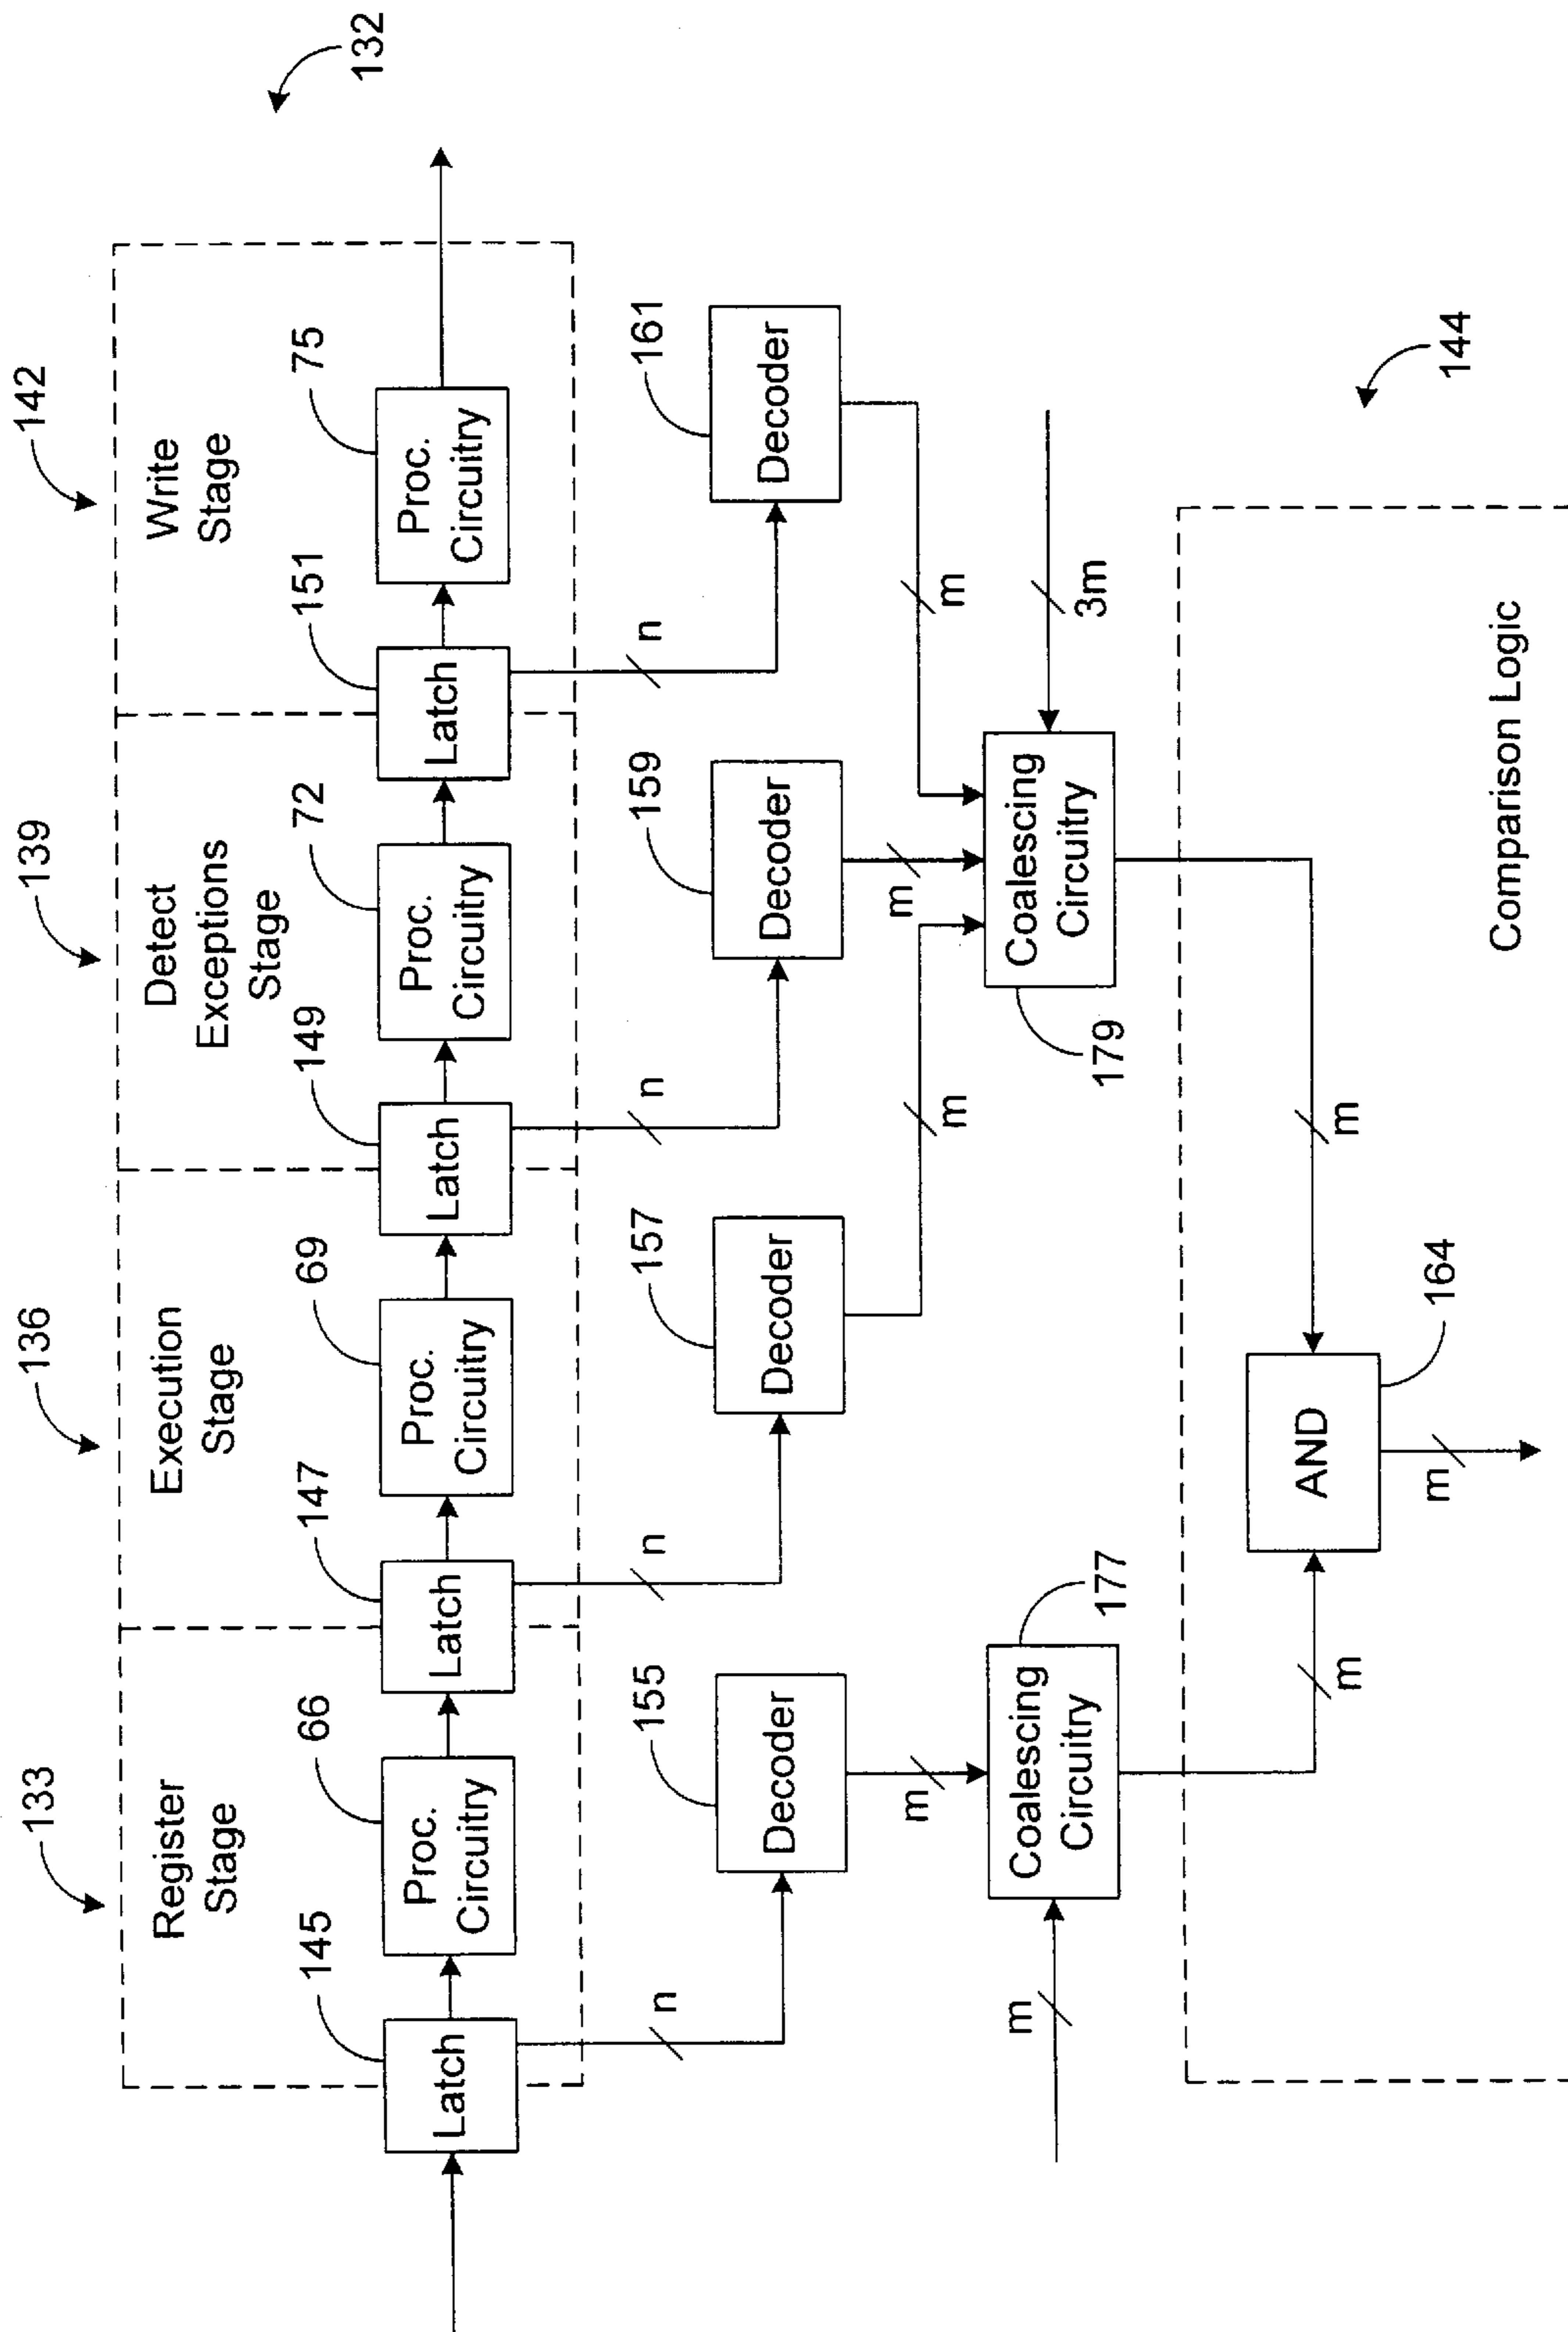 132
133
136
139
142
Register
Stage
Execution
Stage
Detect
Exceptions
Stage
Write
Stage
145
66
147
69
149
72
151
75
Latch
Proc.
Circuitry
Latch
Proc.
Circuitry
Latch
Proc.
Circuitry
Latch
Proc.
Circuitry
n
n
n
n
155
157
159
161
Decoder
Decoder
Decoder
Decoder
m
m
m
m
m
3m
Coalescing
Circuitry
177
Coalescing
Circuitry
179
144
m
m
AND
164
m
Comparison Logic